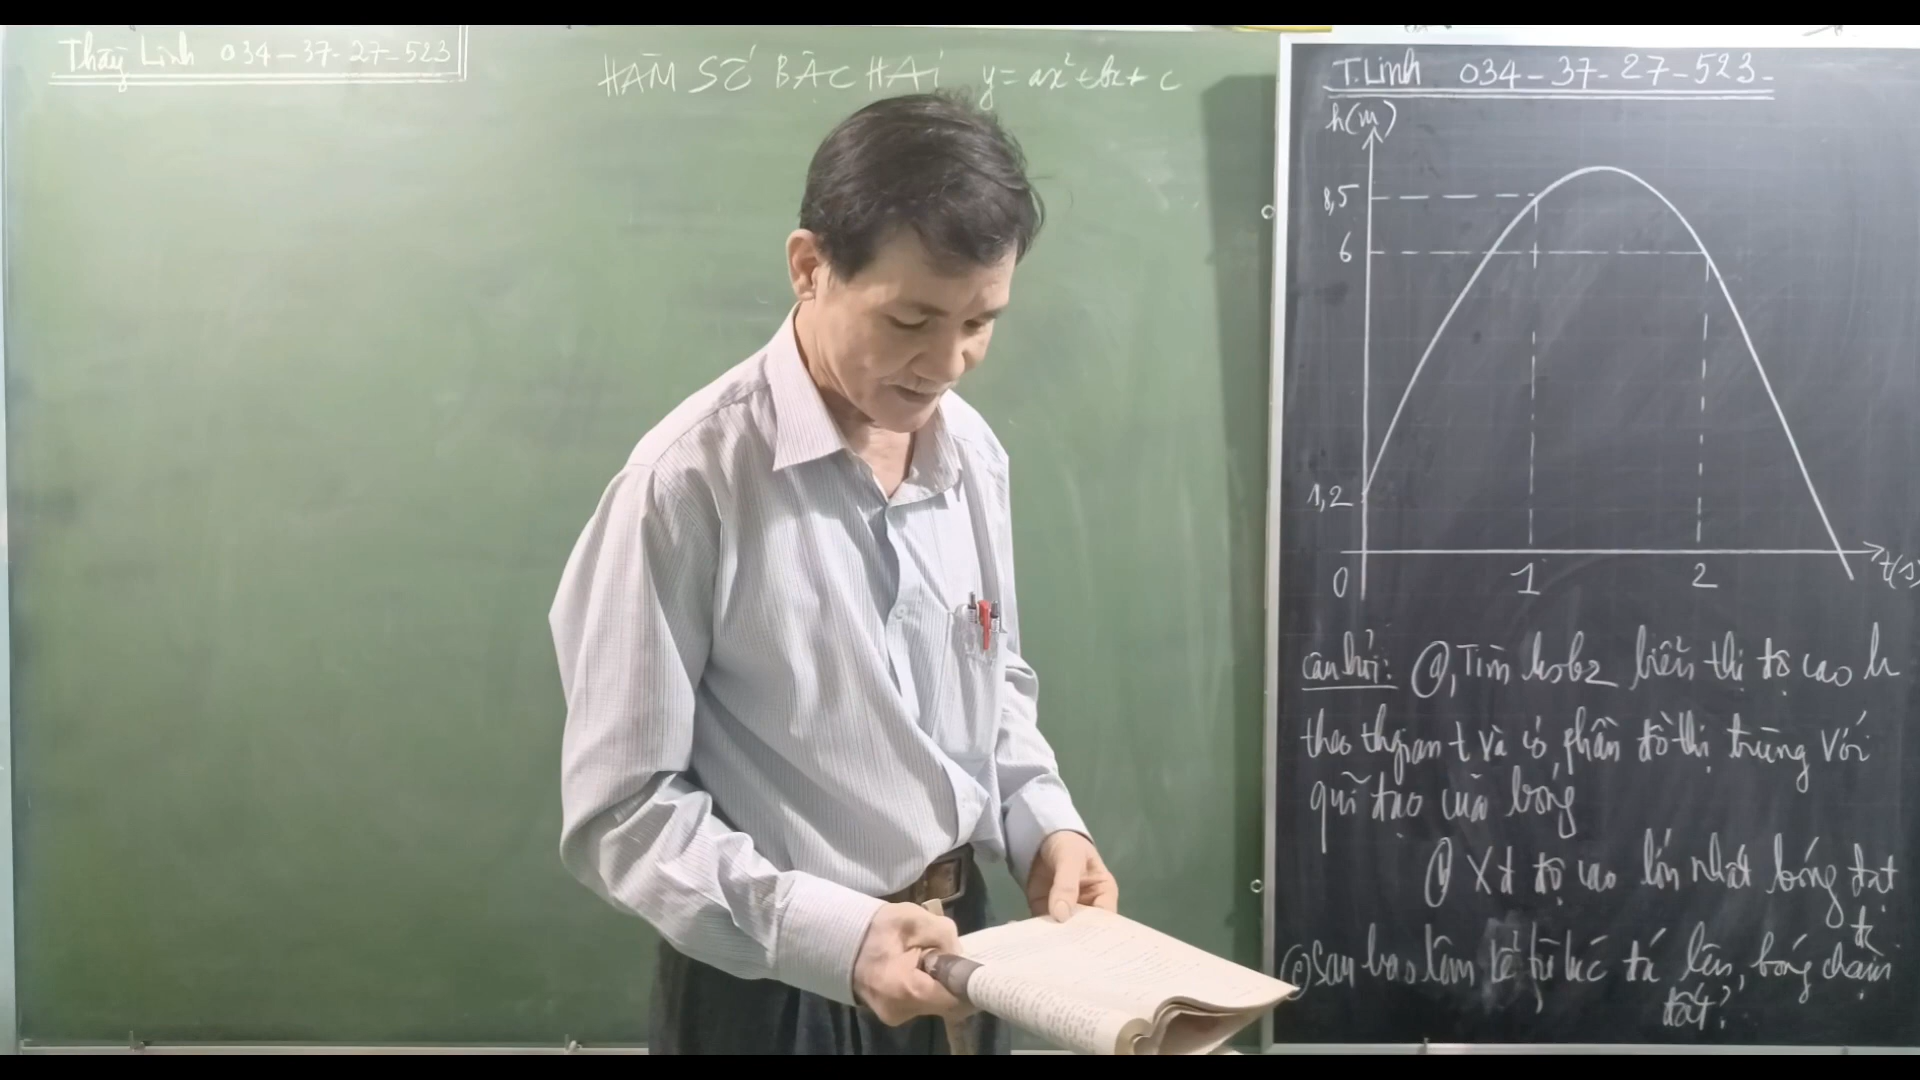 Thầy Linh 034-37-27-523
HÀM SỐ BẬC HAI y = ax² + bx + c
T.Linh 034-37-27-523-
h(m)
8,5
6
1,2
0 1 2 t(s)
câu hỏi: a, Tìm hsb2 biểu thị độ cao h
theo thgian t và có phần đồ thị trùng với
quĩ đạo của bóng
b Xđ độ cao lớn nhất bóng đạt
đc
c) Sau bao lâu kể từ lúc đá lên, bóng chạm
đất?